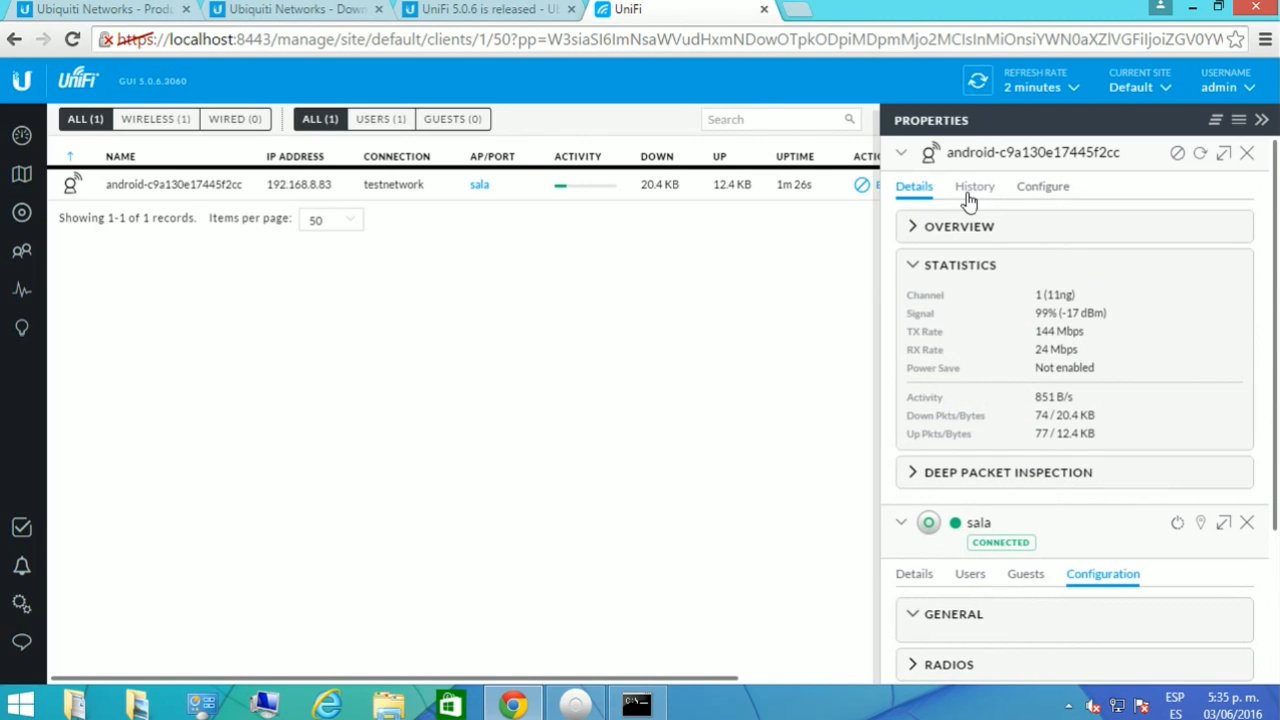 Ubiquiti Networks - Produ
Ubiquiti Networks - Down
UniFi 5.0.6 is released - Ub
UniFi
https://localhost:8443/manage/site/default/clients/1/50?pp=
UniFi
GUI 5.0.6.3060
REFRESH RATE
2 minutes
CURRENT SITE
Default
USERNAME
admin
ALL (1) WIRELESS (1) WIRED (0) ALL (1) USERS (1) GUESTS (0) Search
NAME IP ADDRESS CONNECTION AP/PORT ACTIVITY DOWN UP UPTIME ACTIO
android-c9a130e17445f2cc 192.168.8.83 testnetwork sala 20.4 KB 12.4 KB 1m 26s
Showing 1-1 of 1 records. Items per page: 50
PROPERTIES
android-c9a130e17445f2cc
Details History Configure
OVERVIEW
STATISTICS
Channel 1 (11ng)
Signal 99% (-17 dBm)
TX Rate 144 Mbps
RX Rate 24 Mbps
Power Save Not enabled
Activity 851 B/s
Down Pkts/Bytes 74 / 20.4 KB
Up Pkts/Bytes 77 / 12.4 KB
DEEP PACKET INSPECTION
sala
CONNECTED
Details Users Guests Configuration
GENERAL
RADIOS
ESP 5:35 p. m.
ES 03/06/2016